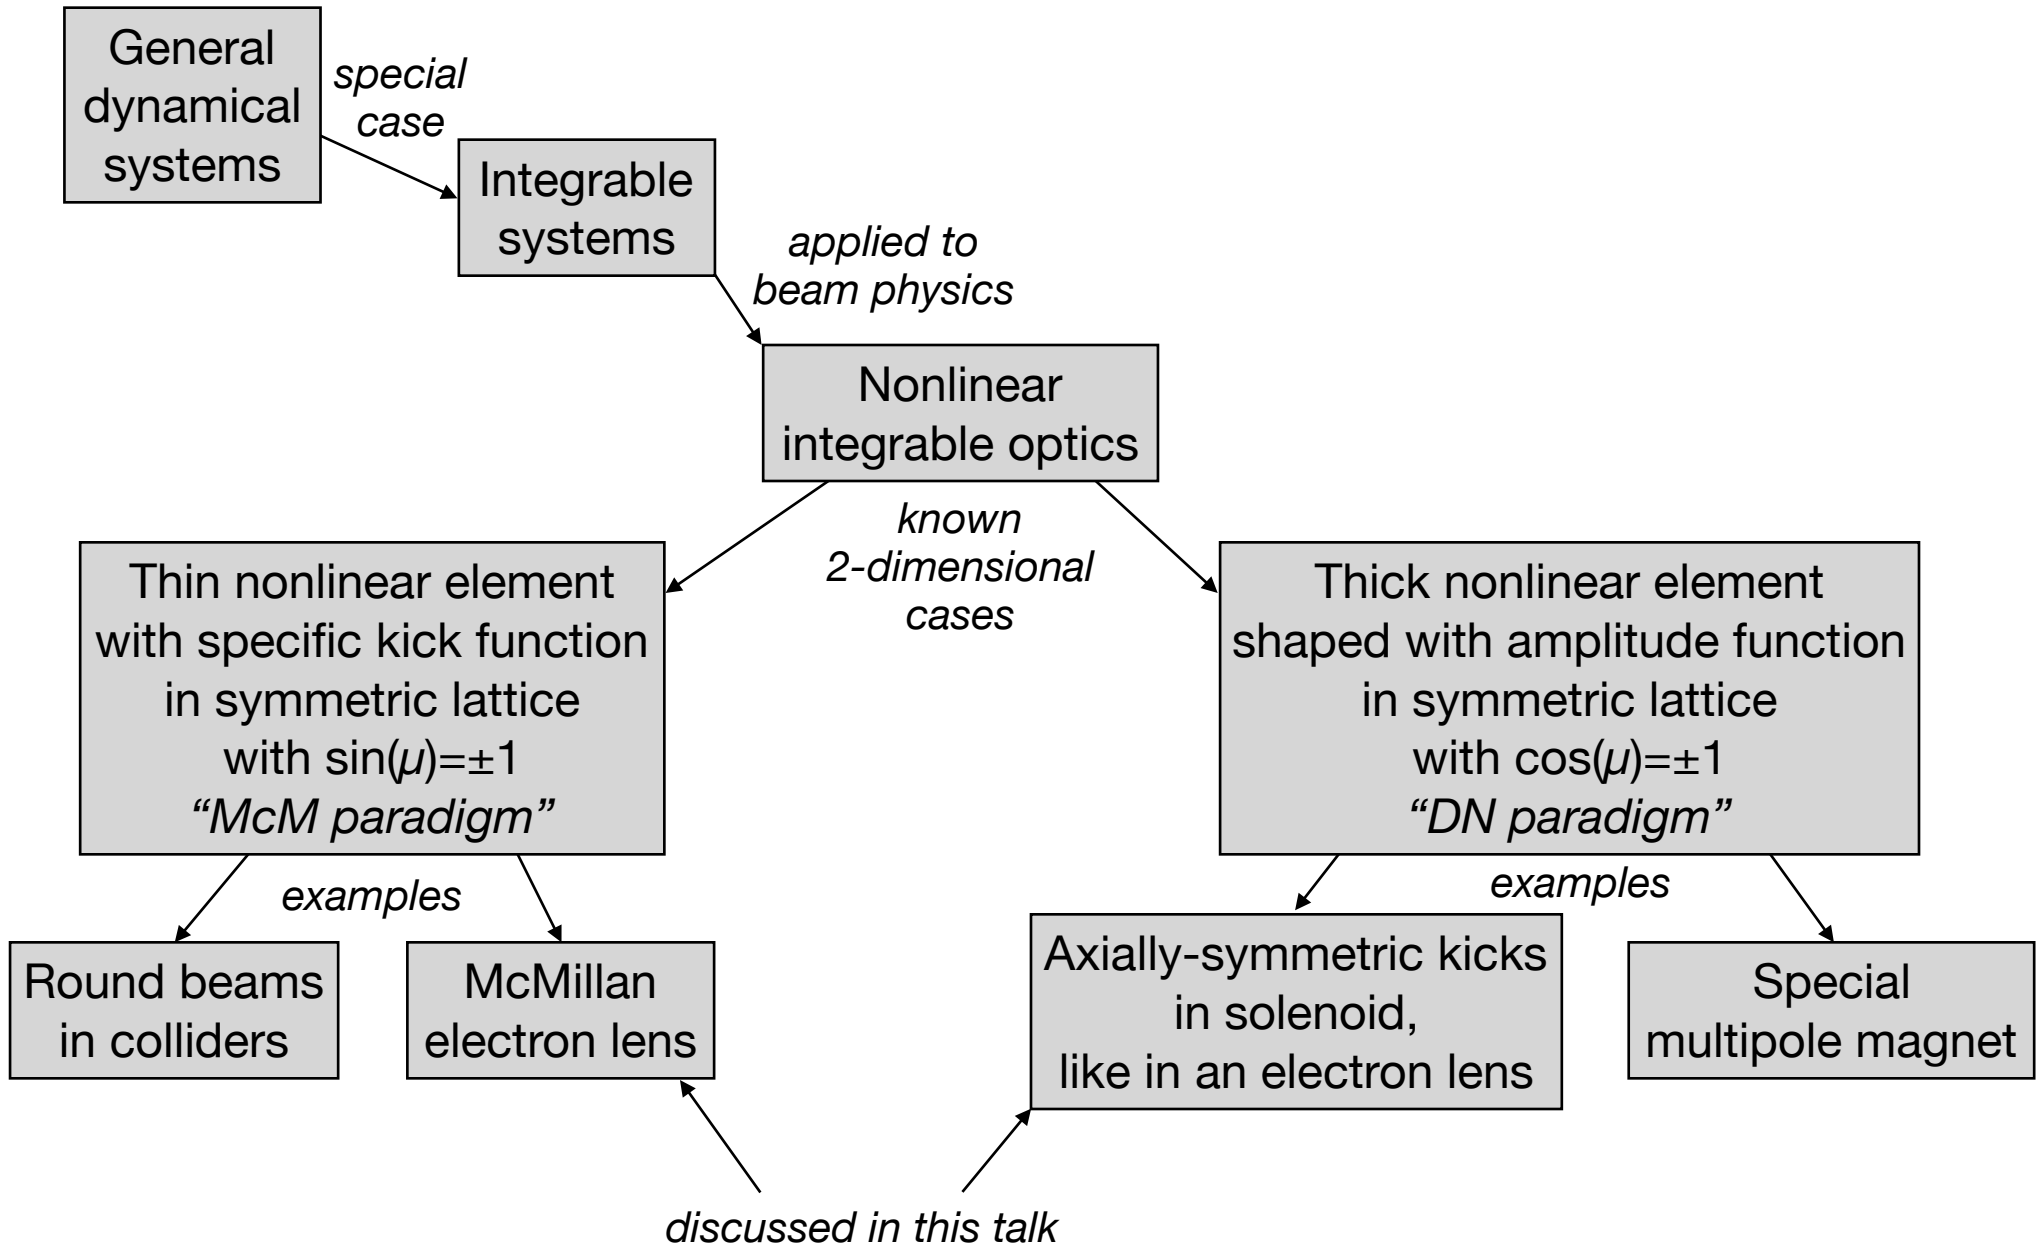 General
dynamical
systems
special
case
Integrable
systems
applied to
beam physics
Nonlinear
integrable optics
known
2-dimensional
cases
Thin nonlinear element
with specific kick function
in symmetric lattice
with sin(μ)=±1
“McM paradigm”
Thick nonlinear element
shaped with amplitude function
in symmetric lattice
with cos(μ)=±1
“DN paradigm”
examples
examples
Round beams
in colliders
McMillan
electron lens
Axially-symmetric kicks
in solenoid,
like in an electron lens
Special
multipole magnet
discussed in this talk